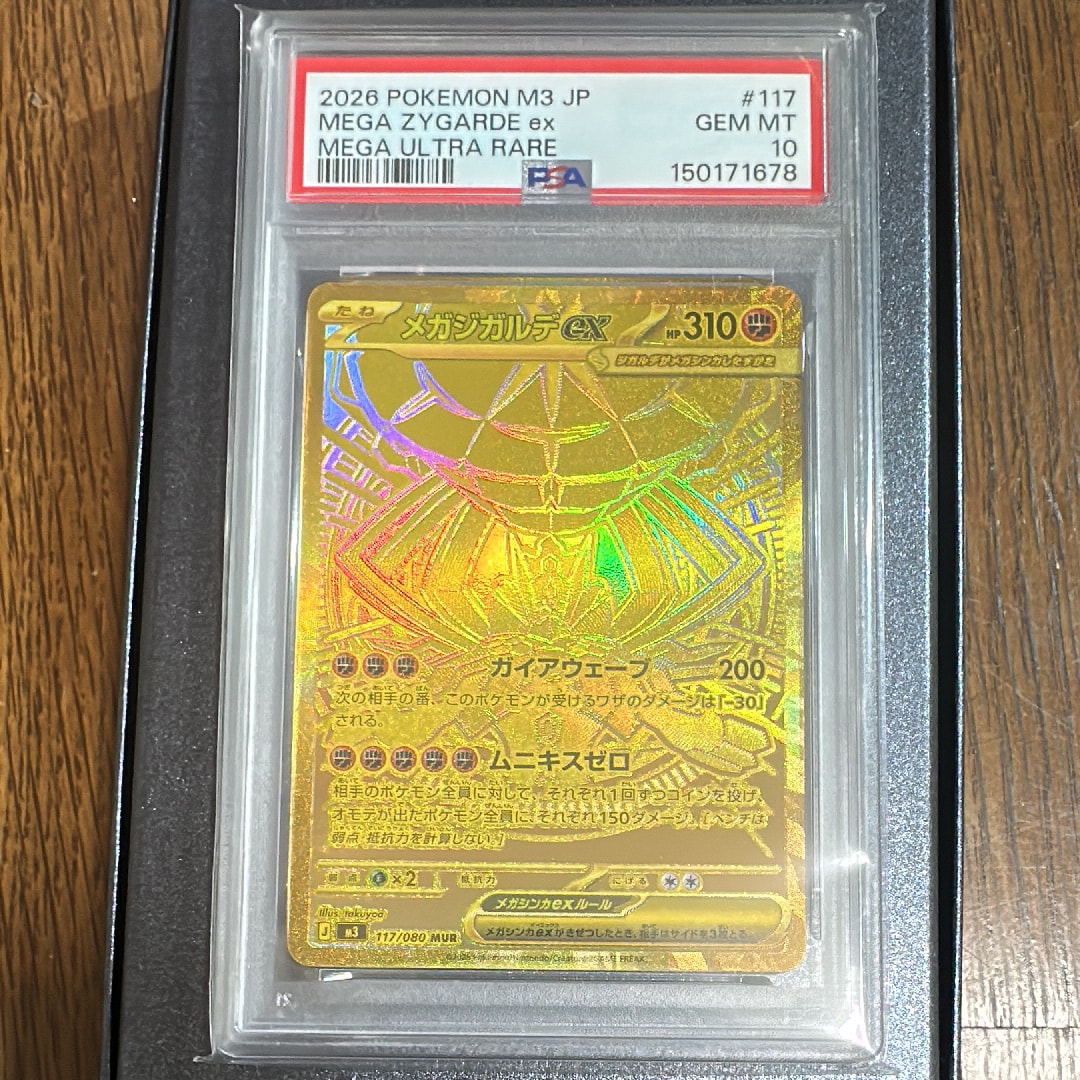 2026 POKEMON M3 JP #117
MEGA ZYGARDE ex GEM MT
MEGA ULTRA RARE 10
PSA 150171678
たね
メガジガルデex HP 310
ジガルデがメガシンカしたすがた
ガイアウェーブ 200
次の相手の番、このポケモンが受けるワザのダメージは「-30」
される。
ムニキスゼロ
相手のポケモン全員に対して、それぞれ1回ずつコインを投げ、
オモテが出たポケモン全員に、それぞれ150ダメージ。[ベンチは
弱点・抵抗力を計算しない。]
弱点 ×2 抵抗力 にげる
Illus. takuyoa
メガシンカexルール
J M3 117/080 MUR
メガシンカexがきぜつしたとき、相手はサイドを3枚とる。
©2026 Pokémon/Nintendo/Creatures/GAME FREAK.